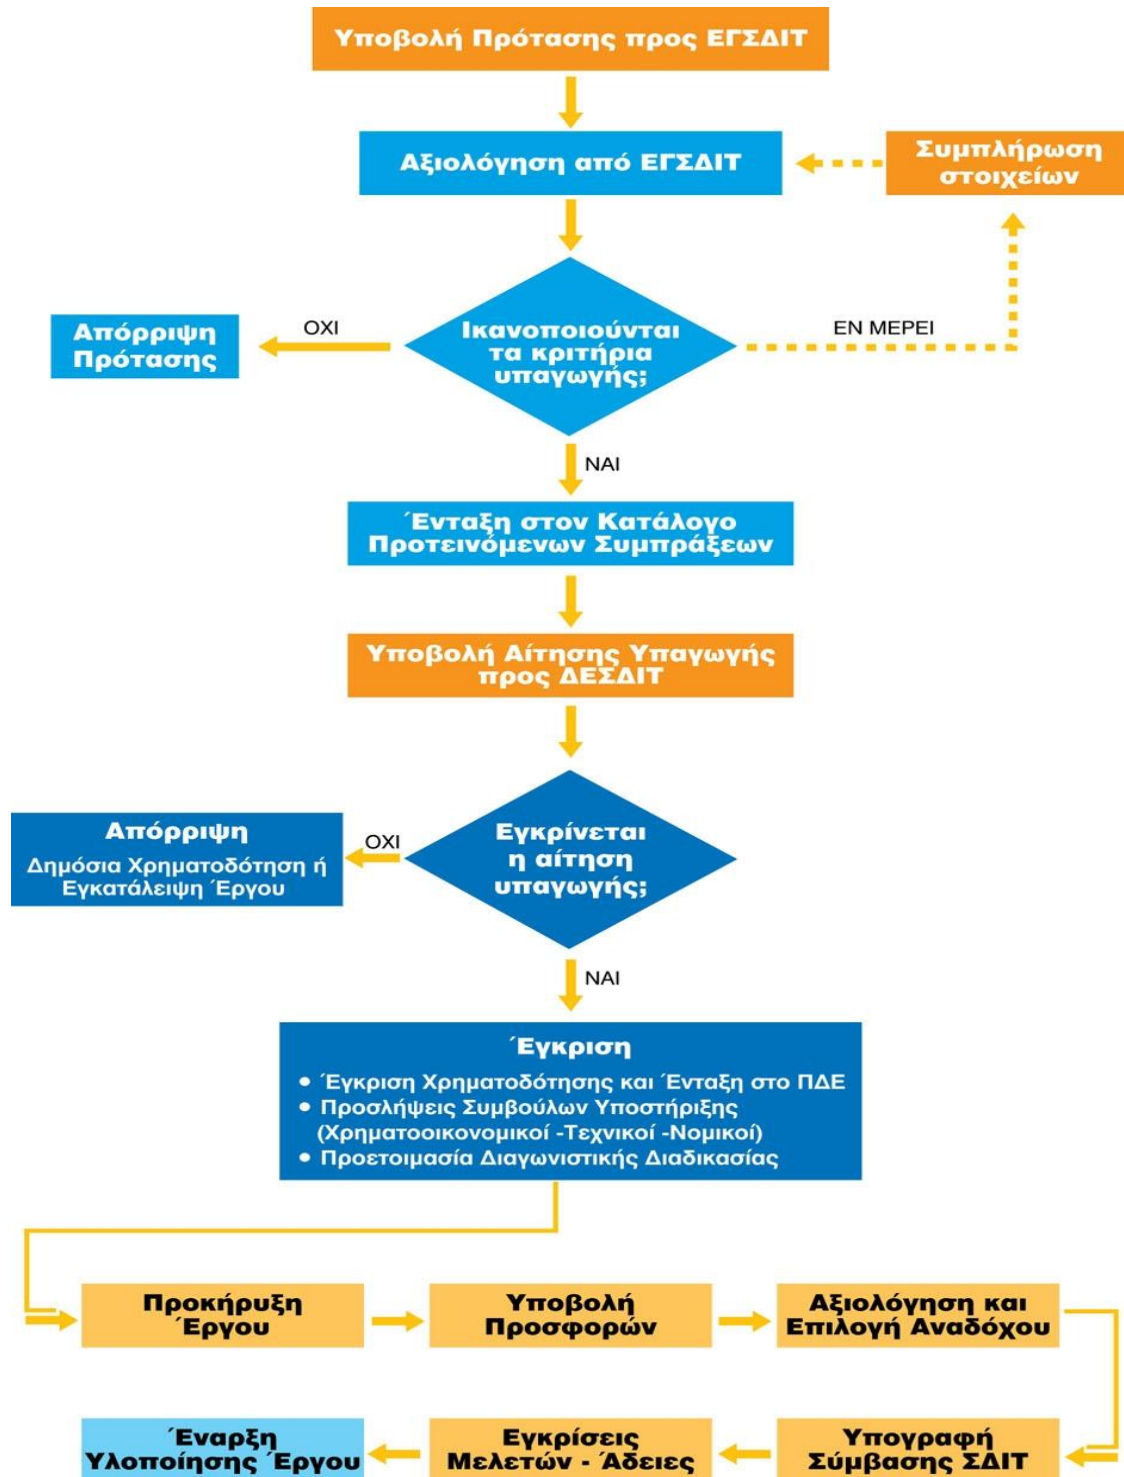 Υποβολή Πρότασης προς ΕΓΣΔΙΤ
Αξιολόγηση από ΕΓΣΔΙΤ
Συμπλήρωση
στοιχείων
Ικανοποιούνται
τα κριτήρια
υπαγωγής;
ΟΧΙ
Απόρριψη
Πρότασης
ΕΝ ΜΕΡΕΙ
ΝΑΙ
Ένταξη στον Κατάλογο
Προτεινόμενων Συμπράξεων
Υποβολή Αίτησης Υπαγωγής
προς ΔΕΣΔΙΤ
Εγκρίνεται
η αίτηση
υπαγωγής;
ΟΧΙ
Απόρριψη
Δημόσια Χρηματοδότηση ή
Εγκατάλειψη Έργου
ΝΑΙ
Έγκριση
• Έγκριση Χρηματοδότησης και Ένταξη στο ΠΔΕ
• Προσλήψεις Συμβούλων Υποστήριξης
(Χρηματοοικονομικοί -Τεχνικοί -Νομικοί)
• Προετοιμασία Διαγωνιστικής Διαδικασίας
Προκήρυξη
Έργου
Υποβολή
Προσφορών
Αξιολόγηση και
Επιλογή Αναδόχου
Υπογραφή
Σύμβασης ΣΔΙΤ
Εγκρίσεις
Μελετών - Άδειες
Έναρξη
Υλοποίησης Έργου